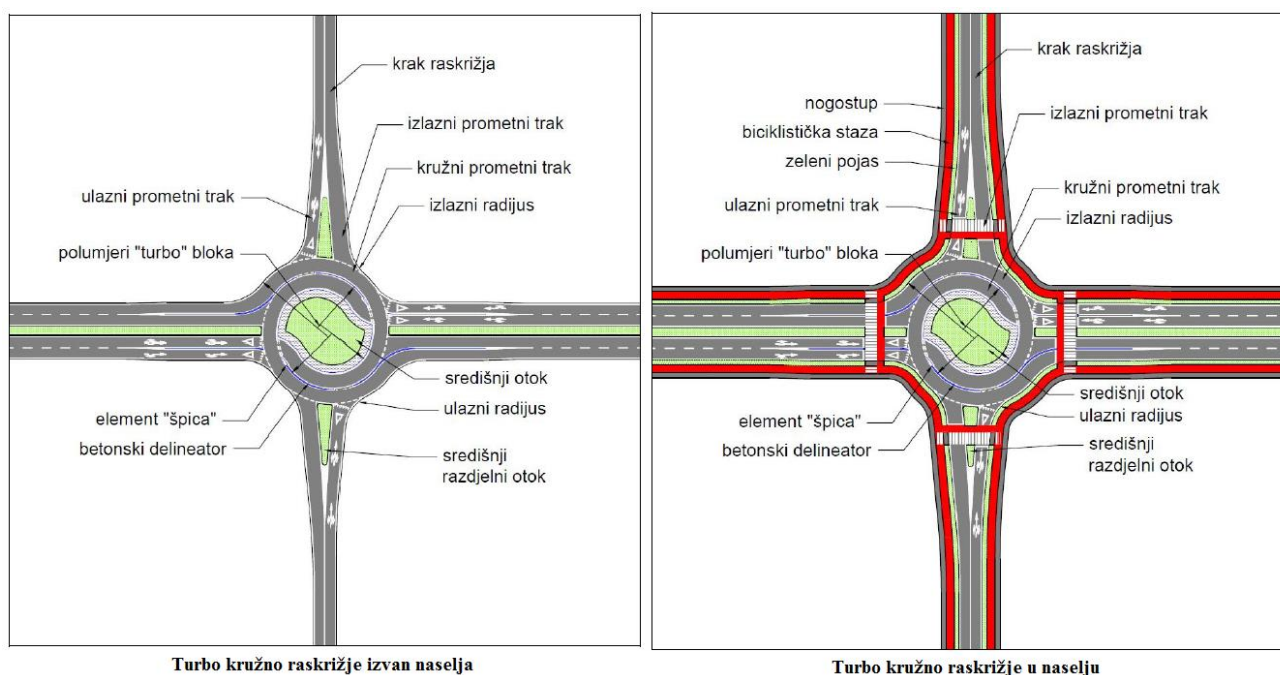 krak raskrižja
izlazni prometni trak
kružni prometni trak
ulazni prometni trak
izlazni radijus
polumjeri "turbo" bloka
središnji otok
element "špica"
ulazni radijus
betonski delineator
središnji
razdjelni otok
Turbo kružno raskrižje izvan naselja
krak raskrižja
nogostup
izlazni prometni trak
biciklistička staza
zeleni pojas
kružni prometni trak
ulazni prometni trak
izlazni radijus
polumjeri "turbo" bloka
središnji otok
element "špica"
ulazni radijus
betonski delineator
središnji
razdjelni otok
Turbo kružno raskrižje u naselju